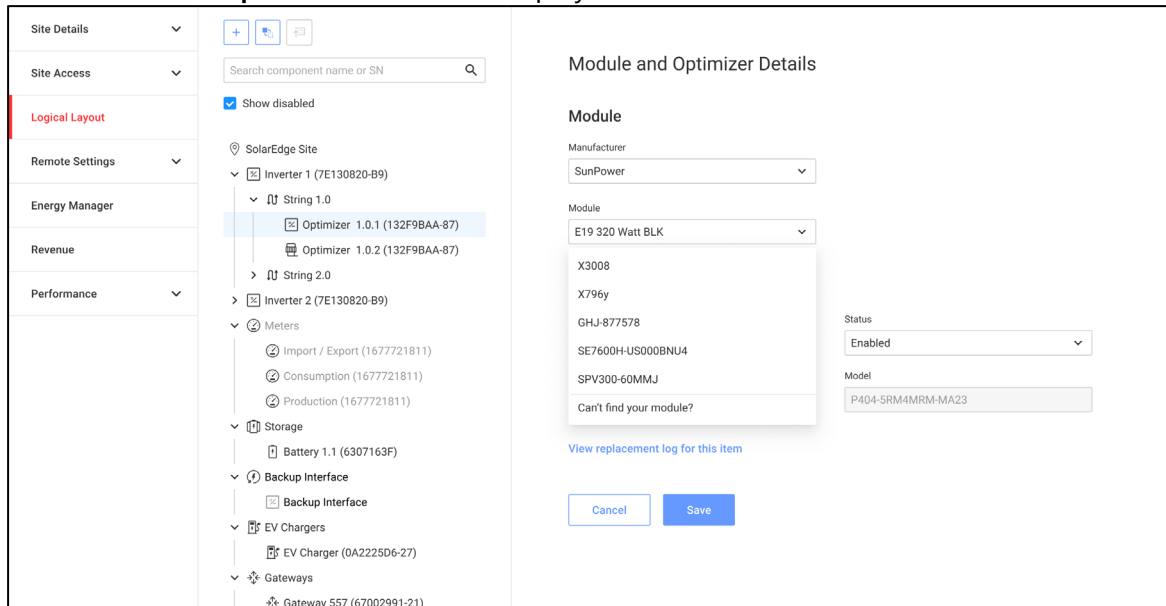 Site Details
Site Access
Logical Layout
Remote Settings
Energy Manager
Revenue
Performance
+
Search component name or SN
Show disabled
SolarEdge Site
Inverter 1 (7E130820-B9)
String 1.0
Optimizer 1.0.1 (132F9BAA-87)
Optimizer 1.0.2 (132F9BAA-87)
String 2.0
Inverter 2 (7E130820-B9)
Meters
Import / Export (1677721811)
Consumption (1677721811)
Production (1677721811)
Storage
Battery 1.1 (6307163F)
Backup Interface
Backup Interface
EV Chargers
EV Charger (0A2225D6-27)
Gateways
Gateway 557 (67002991-21)
Module and Optimizer Details
Module
Manufacturer
SunPower
Module
E19 320 Watt BLK
X3008
X796y
GHJ-877578
SE7600H-US000BNU4
SPV300-60MMJ
Can't find your module?
Status
Enabled
Model
P404-5RM4MRM-MA23
View replacement log for this item
Cancel
Save